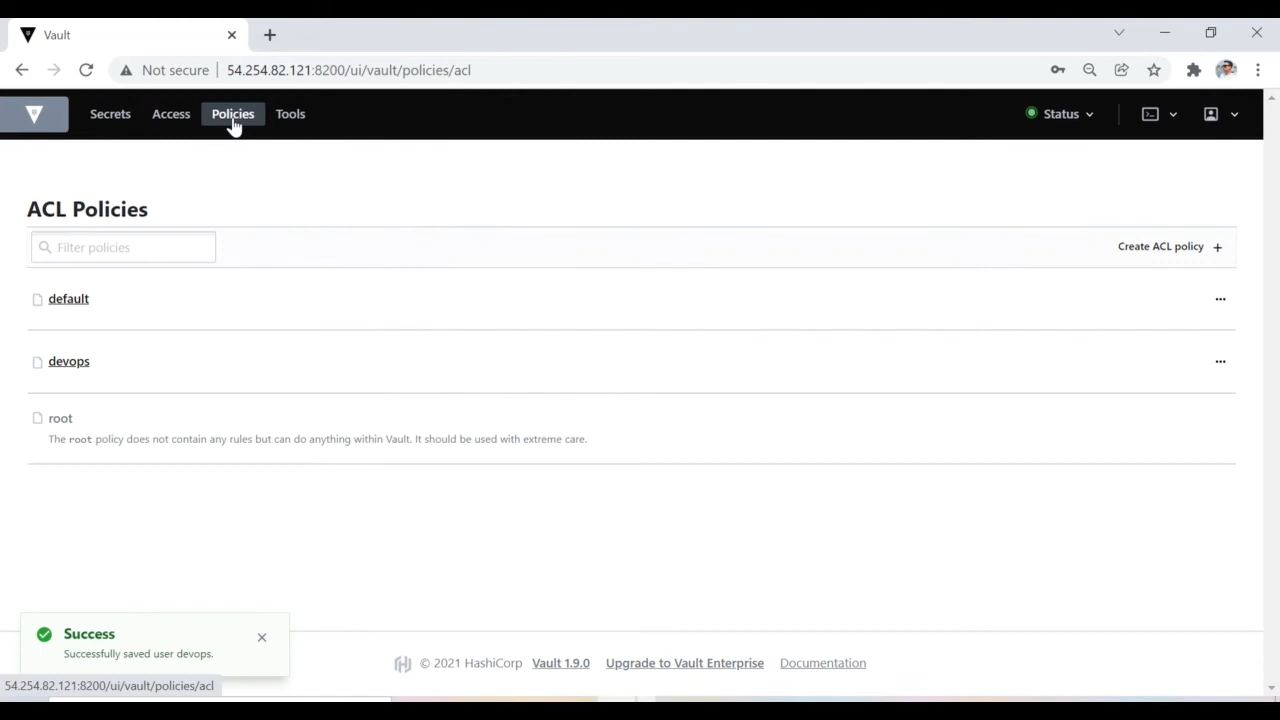 Vault
Not secure | 54.254.82.121:8200/ui/vault/policies/acl
Secrets Access Policies Tools Status
ACL Policies
Filter policies Create ACL policy +
default
devops
root
The root policy does not contain any rules but can do anything within Vault. It should be used with extreme care.
Success
Successfully saved user devops.
© 2021 HashiCorp Vault 1.9.0 Upgrade to Vault Enterprise Documentation
54.254.82.121:8200/ui/vault/policies/acl